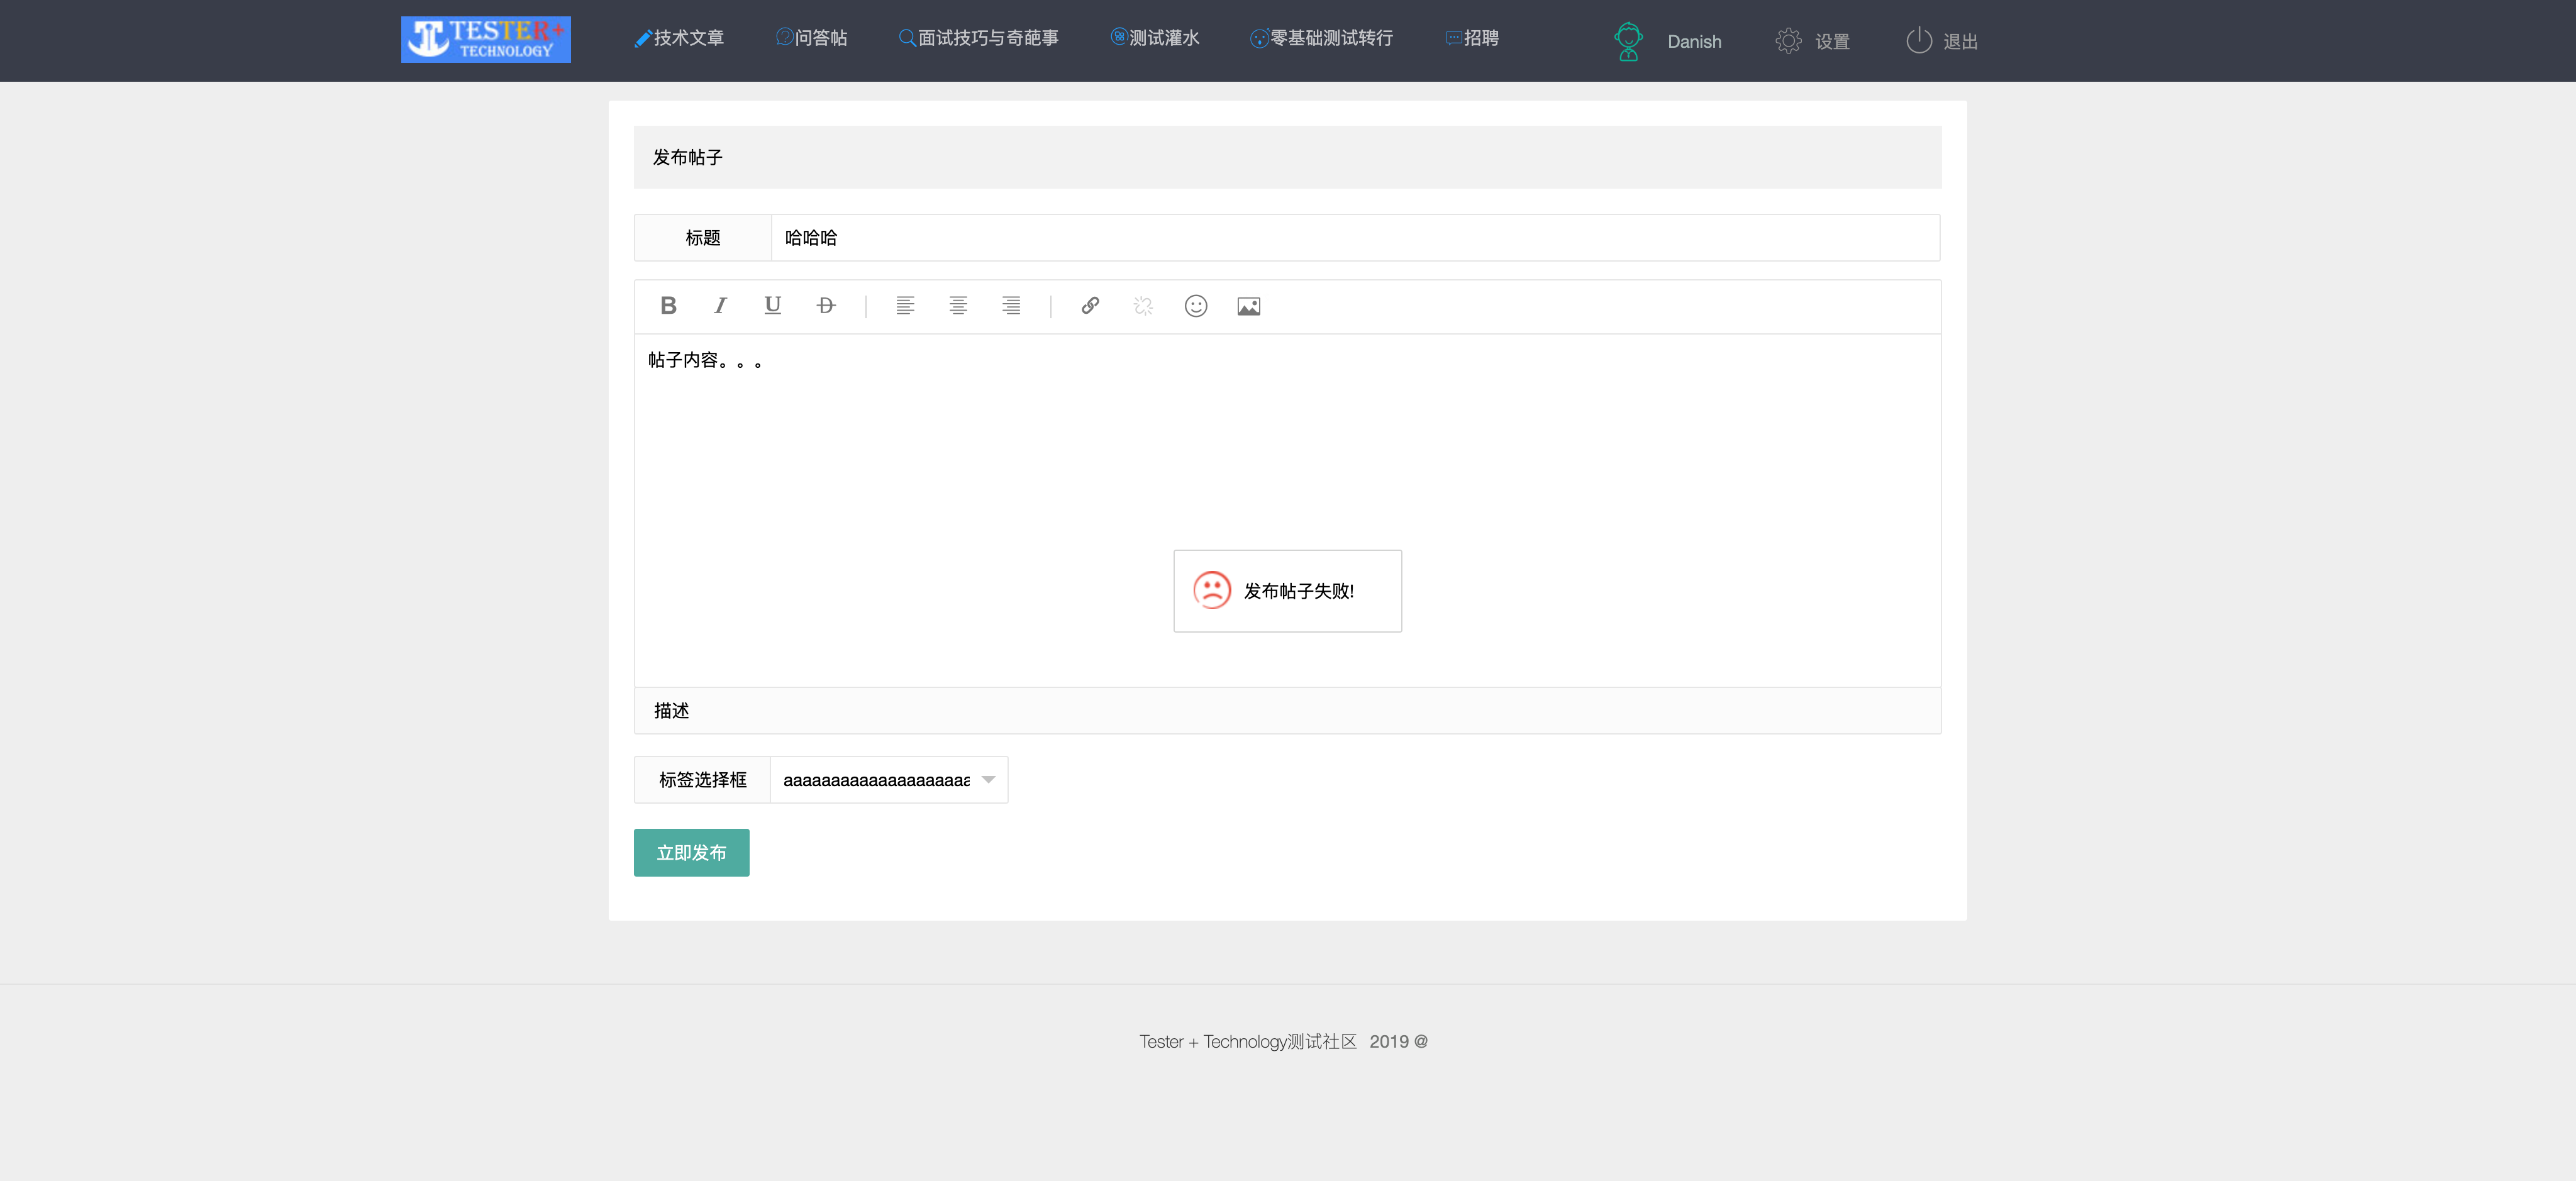 TESTER+ TECHNOLOGY 技术文章 问答帖 面试技巧与奇葩事 测试灌水 零基础测试转行 招聘 Danish 设置 退出
发布帖子
标题 哈哈哈
B I U D
帖子内容。。。
发布帖子失败!
描述
标签选择框 aaaaaaaaaaaaaaaaaaaa
立即发布
Tester + Technology测试社区 2019 @